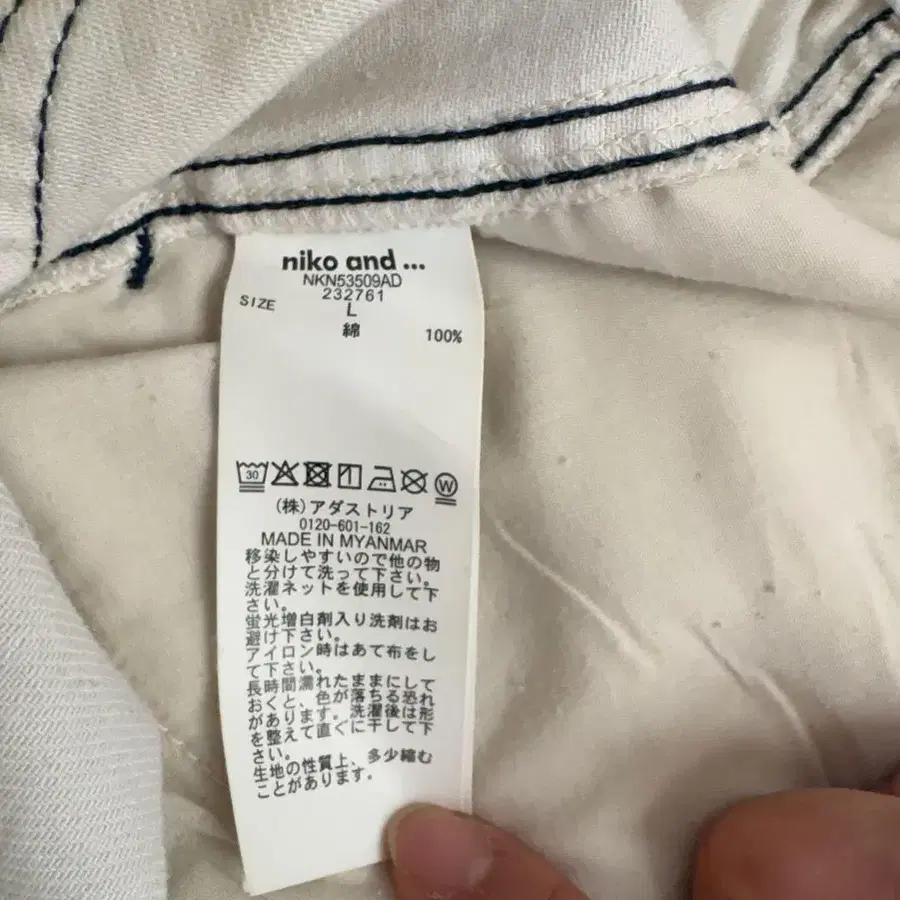 niko and ...
NKN53509AD
232761
SIZE L
綿 100%
30 W
(株)アダストリア
0120-601-162
MADE IN MYANMAR
移染しやすいので他の物
と分けて洗って下さい。
洗濯ネットを使用して下
さい。
蛍光増白剤入り洗剤はお
避け下さい。
アイロン時はあて布をし
て下さい。
長時間濡れたままにして
おくと、色が落ちる恐れ
があります。洗濯後は形
を整えて直ぐに干して下
さい。
生地の性質上、多少縮む
ことがあります。